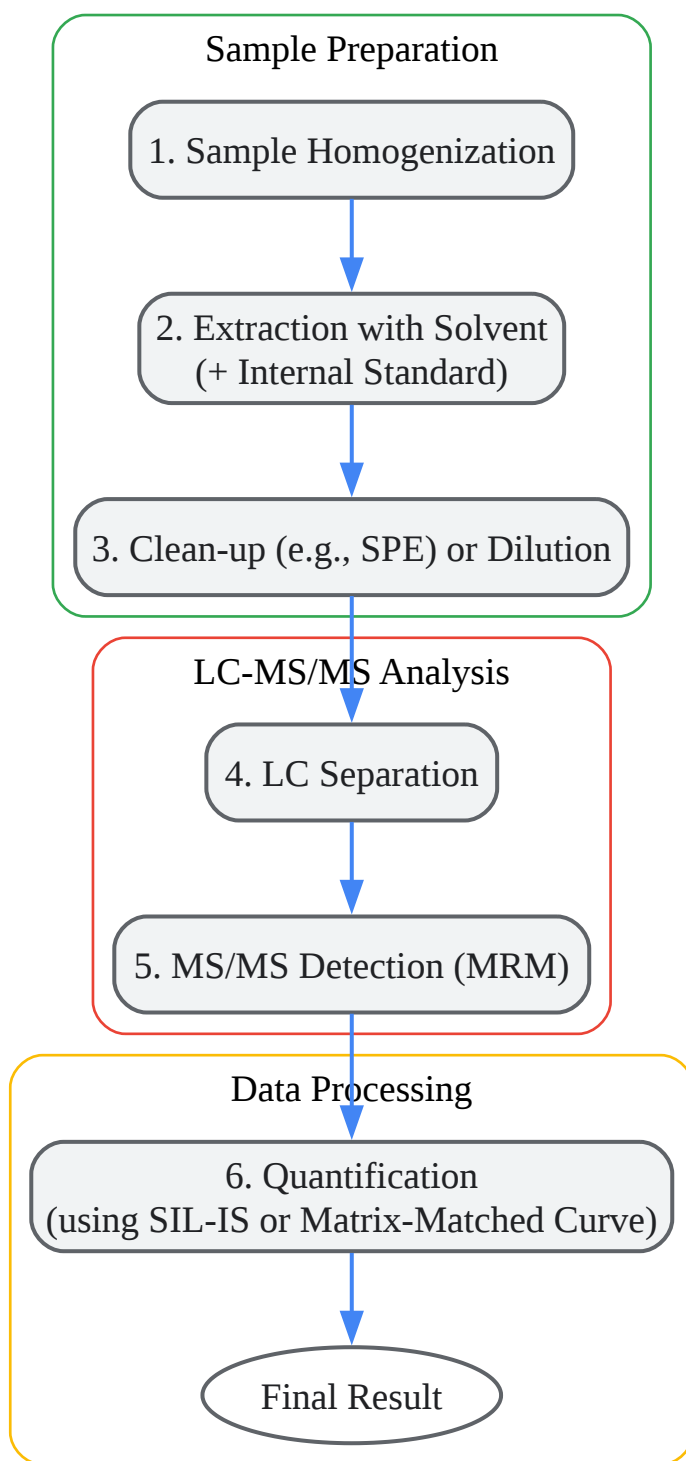 Sample Preparation
1. Sample Homogenization
2. Extraction with Solvent
(+ Internal Standard)
3. Clean-up (e.g., SPE) or Dilution
LC-MS/MS Analysis
4. LC Separation
5. MS/MS Detection (MRM)
Data Processing
6. Quantification
(using SIL-IS or Matrix-Matched Curve)
Final Result